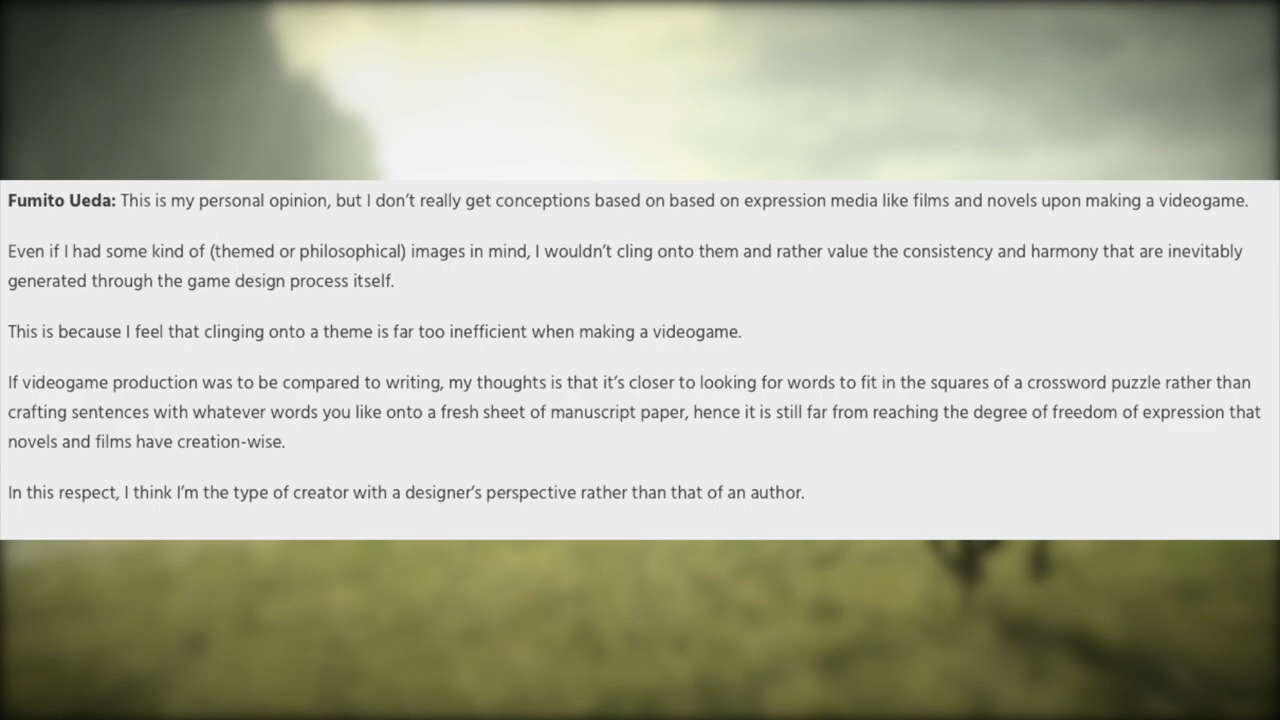 Fumito Ueda: This is my personal opinion, but I don’t really get conceptions based on based on expression media like films and novels upon making a videogame.
Even if I had some kind of (themed or philosophical) images in mind, I wouldn’t cling onto them and rather value the consistency and harmony that are inevitably
generated through the game design process itself.
This is because I feel that clinging onto a theme is far too inefficient when making a videogame.
If videogame production was to be compared to writing, my thoughts is that it’s closer to looking for words to fit in the squares of a crossword puzzle rather than
crafting sentences with whatever words you like onto a fresh sheet of manuscript paper, hence it is still far from reaching the degree of freedom of expression that
novels and films have creation-wise.
In this respect, I think I’m the type of creator with a designer’s perspective rather than that of an author.